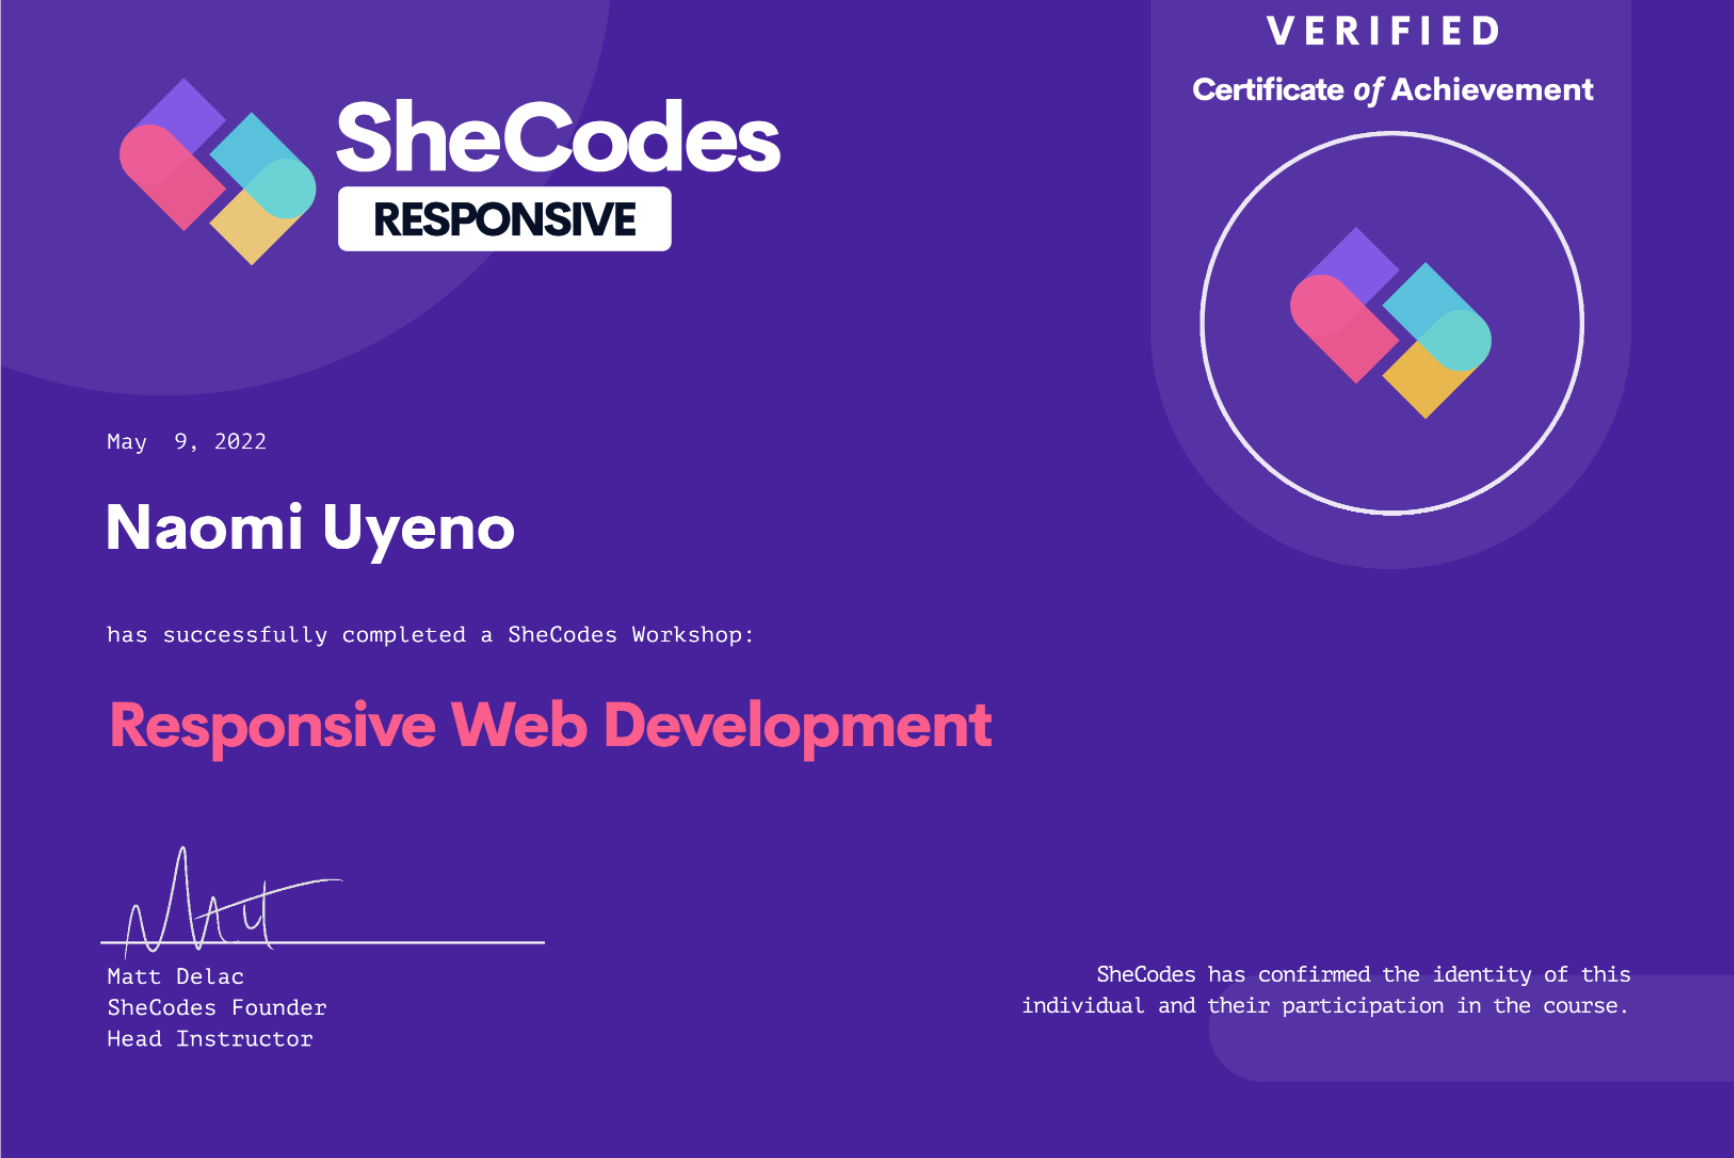 VERIFIED
Certificate of Achievement
SheCodes
RESPONSIVE
May 9, 2022
Naomi Uyeno
has successfully completed a SheCodes Workshop:
Responsive Web Development
Matt
Matt Delac
SheCodes Founder
Head Instructor
SheCodes has confirmed the identity of this
individual and their participation in the course.